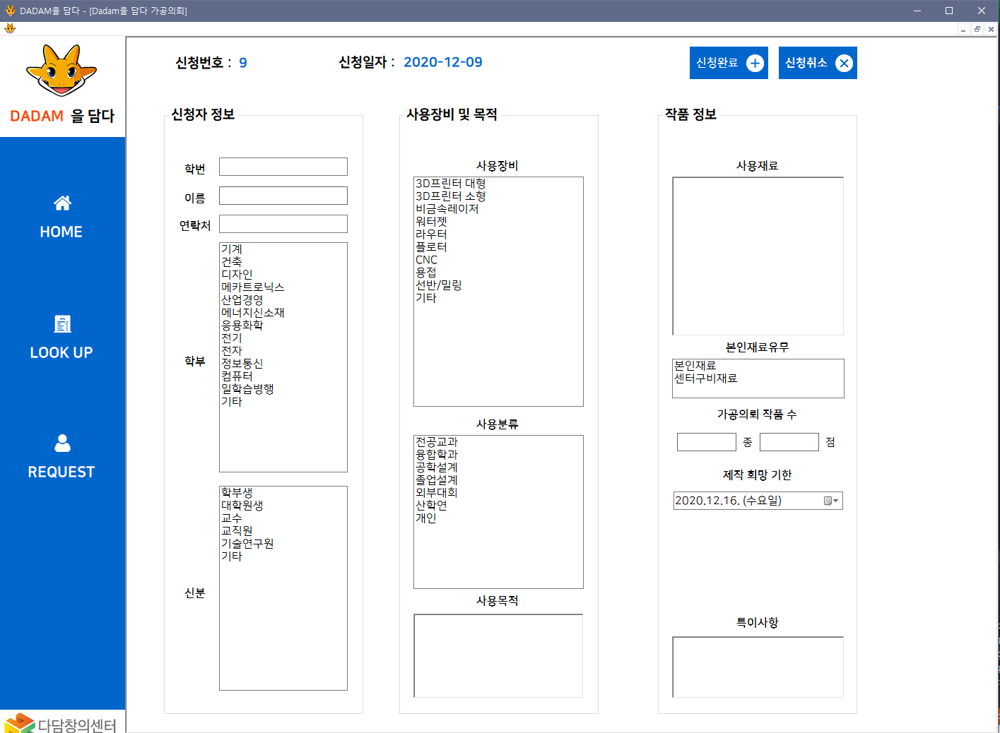 DADAM을 담다 - [Dadam을 담다 가공의뢰]
DADAM 을 담다
HOME
LOOK UP
REQUEST
다담창의센터
신청번호 : 9
신청일자 : 2020-12-09
신청완료
신청취소
신청자 정보
학번
이름
연락처
학부
기계
건축
디자인
메카트로닉스
산업경영
에너지신소재
응용화학
전기
전자
정보통신
컴퓨터
일학습병행
기타
신분
학부생
대학원생
교수
교직원
기술연구원
기타
사용장비 및 목적
사용장비
3D프린터 대형
3D프린터 소형
비금속레이저
워터젯
라우터
플로터
CNC
용접
선반/밀링
기타
사용분류
전공교과
융합학과
공학설계
졸업설계
외부대회
산학연
개인
사용목적
작품 정보
사용재료
본인재료유무
본인재료
센터구비재료
가공의뢰 작품 수
종 점
제작 희망 기한
2020.12.16. (수요일)
특이사항